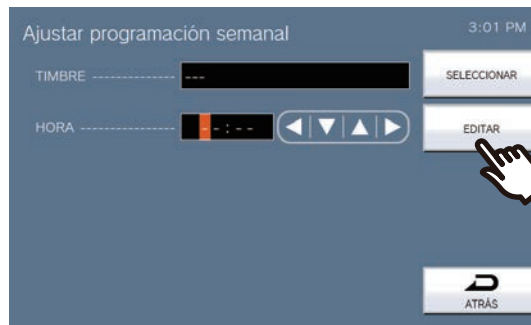 Ajustar programación semanal 3:01 PM
TIMBRE -------------- --- SELECCIONAR
HORA ---------------- --:-- EDITAR
ATRÁS